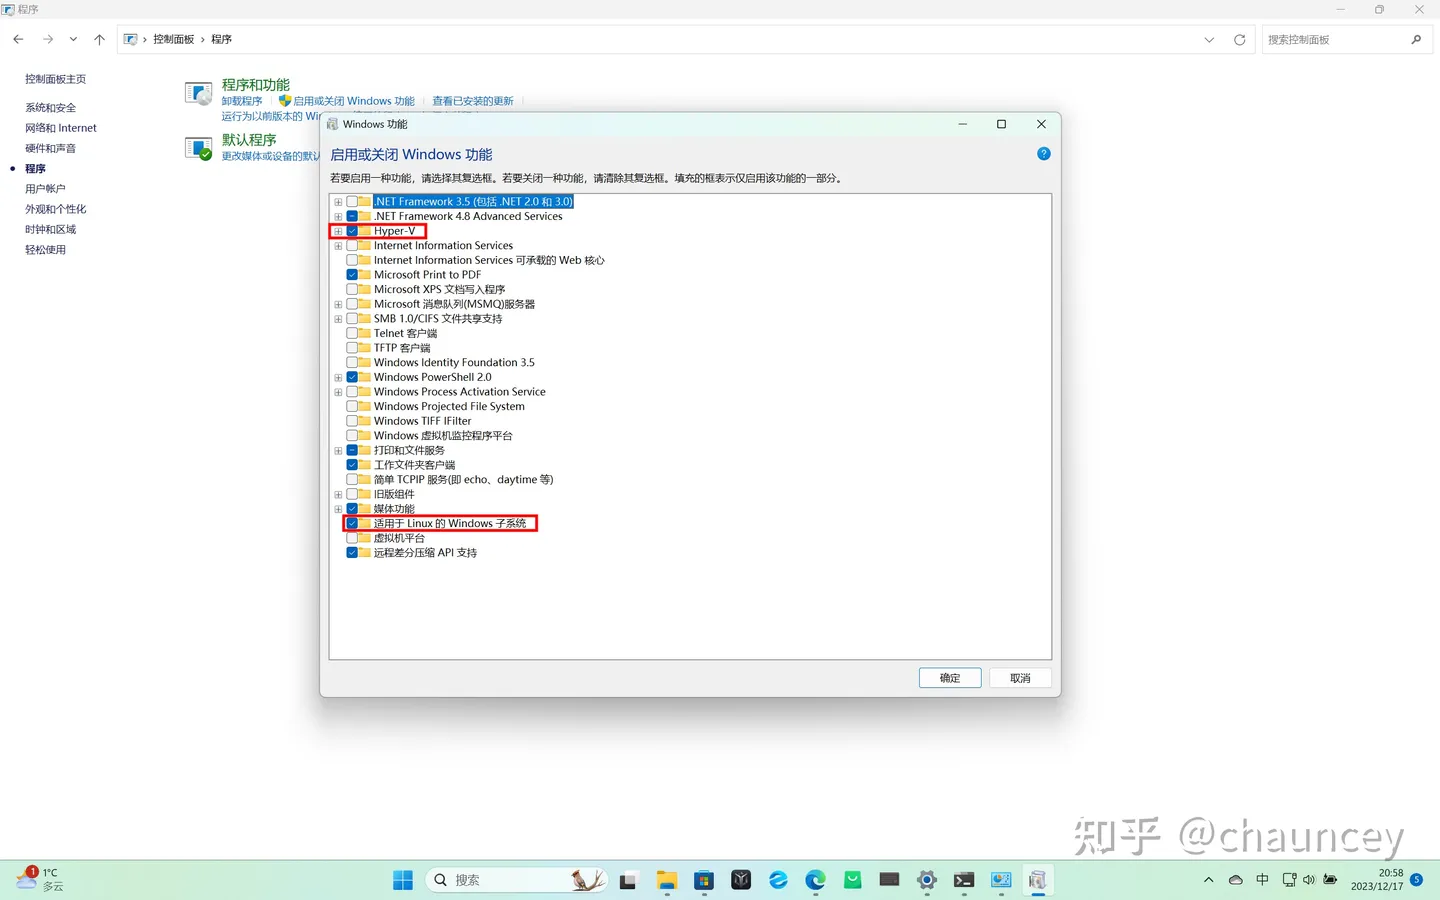 程序
控制面板 › 程序
搜索控制面板
控制面板主页
系统和安全
网络和 Internet
硬件和声音
程序
用户帐户
外观和个性化
时钟和区域
轻松使用
程序和功能
卸载程序
启用或关闭 Windows 功能
查看已安装的更新
运行为以前版本的
默认程序
更改媒体或设备的默认
Windows 功能
启用或关闭 Windows 功能
若要启用一种功能，请选择其复选框。若要关闭一种功能，请清除其复选框。填充的框表示仅启用该功能的一部分。
.NET Framework 3.5 (包括 .NET 2.0 和 3.0)
.NET Framework 4.8 Advanced Services
Hyper-V
Internet Information Services
Internet Information Services 可承载的 Web 核心
Microsoft Print to PDF
Microsoft XPS 文档写入程序
Microsoft 消息队列(MSMQ)服务器
SMB 1.0/CIFS 文件共享支持
Telnet 客户端
TFTP 客户端
Windows Identity Foundation 3.5
Windows PowerShell 2.0
Windows Process Activation Service
Windows Projected File System
Windows TIFF IFilter
Windows 虚拟机监控程序平台
打印和文件服务
工作文件夹客户端
简单 TCPIP 服务(即 echo、daytime 等)
旧版组件
媒体功能
适用于 Linux 的 Windows 子系统
虚拟机平台
远程差分压缩 API 支持
确定
取消
知乎 @chauncey
1
1°C
多云
搜索
中
20:58
2023/12/17
5